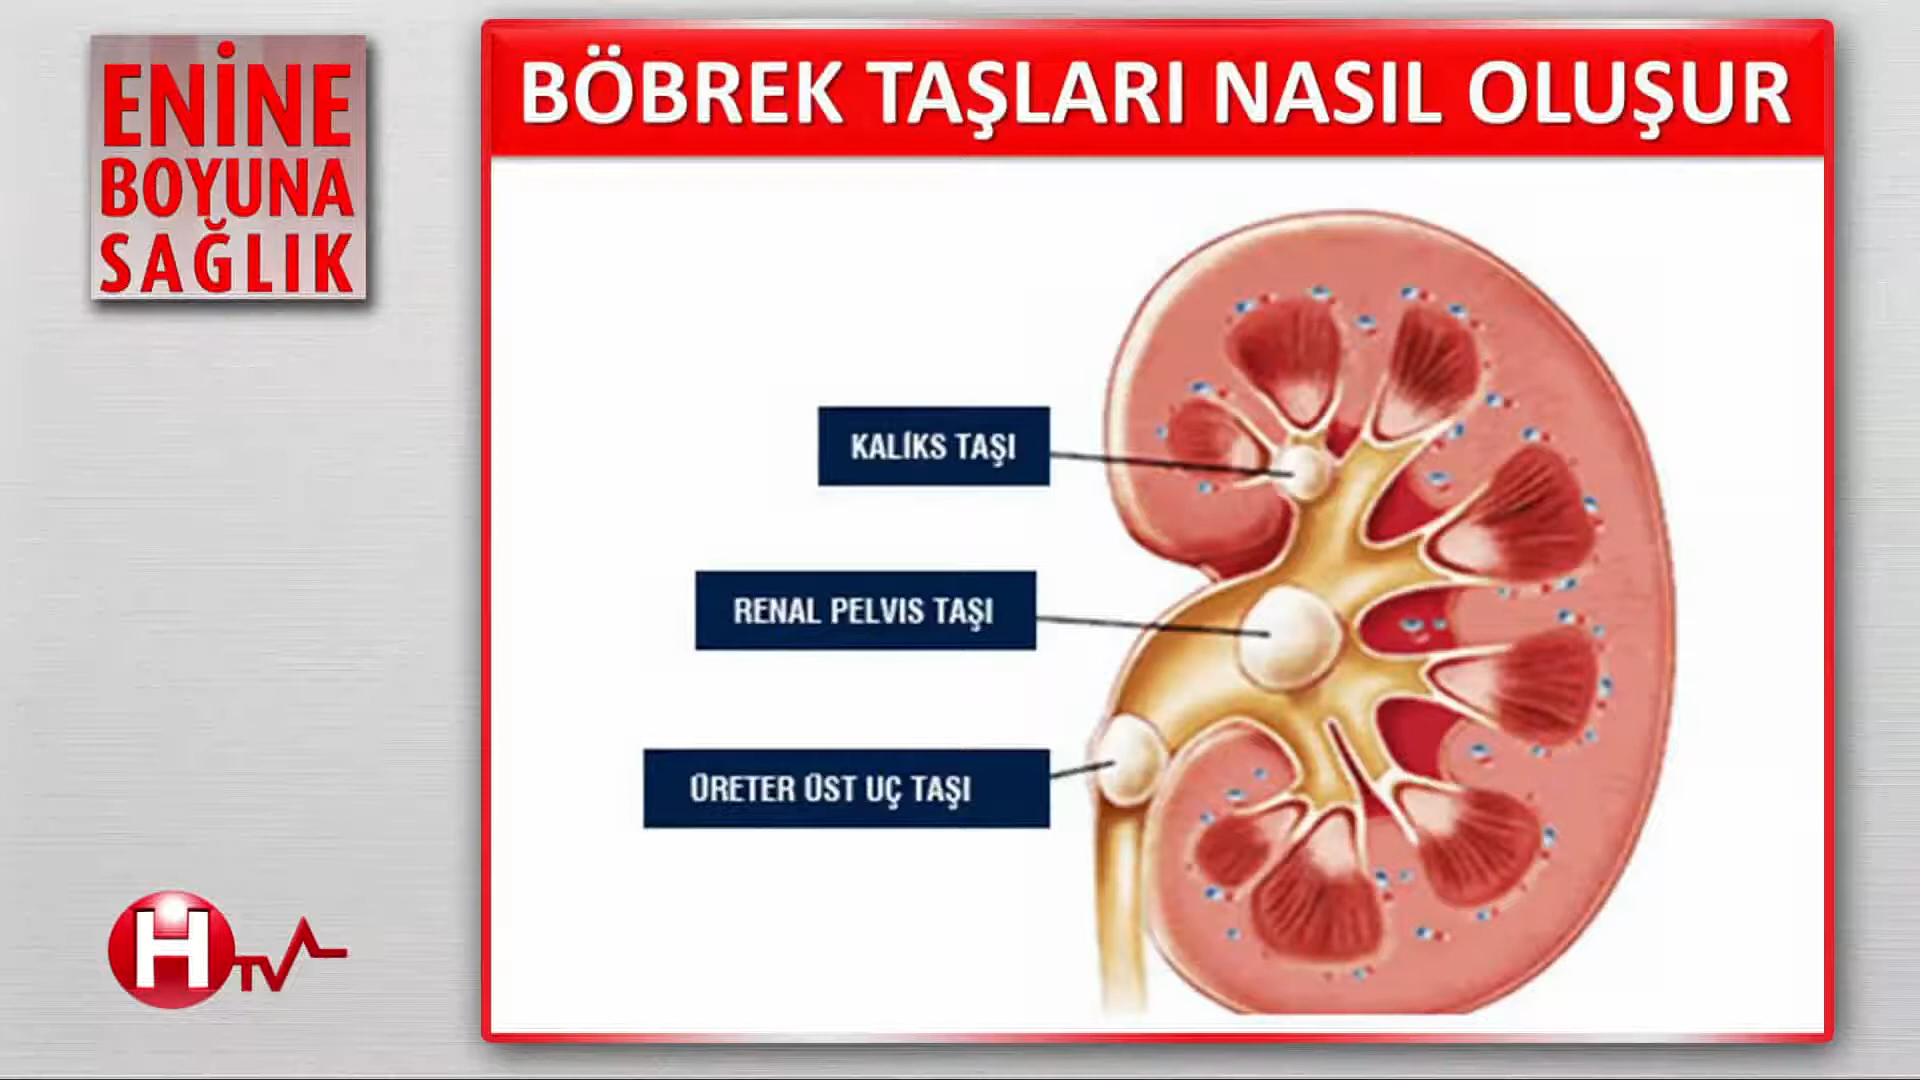 ENİNE
BOYUNA
SAĞLIK
BÖBREK TAŞLARI NASIL OLUŞUR
KALİKS TAŞI
RENAL PELVIS TAŞI
ÜRETER ÜST UÇ TAŞI
H TV